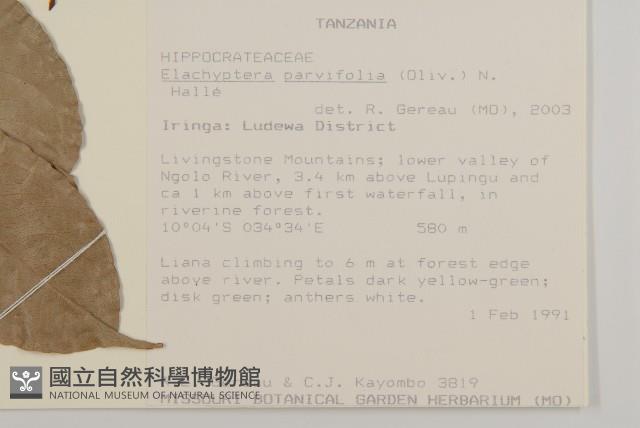 TANZANIA
HIPPOCRATEACEAE
Elachyptera parvifolia (Oliv.) N.
Hallé
det. R. Gereau (MO), 2003
Iringa: Ludewa District
Livingstone Mountains; lower valley of
Ngolo River, 3.4 km above Lupingu and
ca 1 km above first waterfall, in
riverine forest.
10°04'S 034°34'E 580 m
Liana climbing to 6 m at forest edge
above river. Petals dark yellow-green;
disk green; anthers white.
1 Feb 1991
& C.J. Kayombo 3819
MISSOURI BOTANICAL GARDEN HERBARIUM (MO)
國立自然科學博物館
NATIONAL MUSEUM OF NATURAL SCIENCE